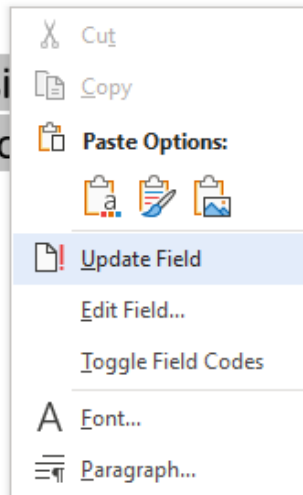 Cut
Copy
Paste Options:
Update Field
Edit Field...
Toggle Field Codes
Font...
Paragraph...